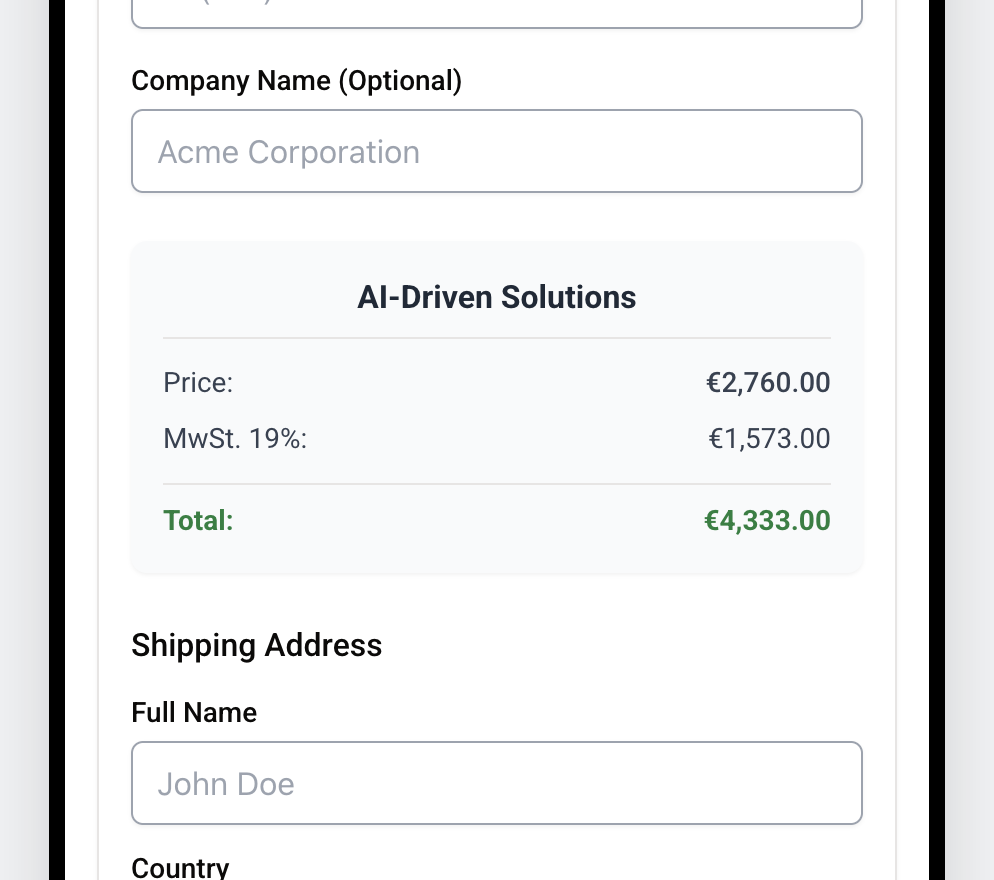 Company Name (Optional)
Acme Corporation
AI-Driven Solutions
Price: €2,760.00
MwSt. 19%: €1,573.00
Total: €4,333.00
Shipping Address
Full Name
John Doe
Country